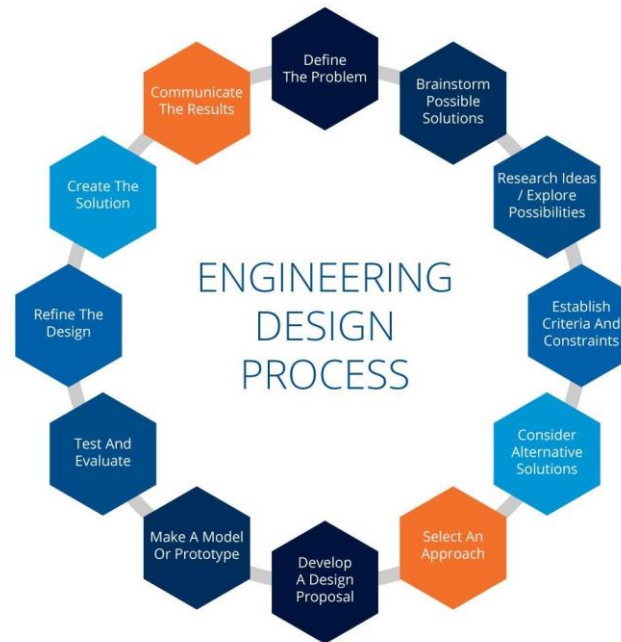 Define
The Problem
Brainstorm
Possible
Solutions
Research Ideas
/ Explore
Possibilities
Establish
Criteria And
Constraints
Consider
Alternative
Solutions
Select An
Approach
Develop
A Design
Proposal
Make A Model
Or Prototype
Test And
Evaluate
Refine The
Design
Create The
Solution
Communicate
The Results
ENGINEERING
DESIGN
PROCESS